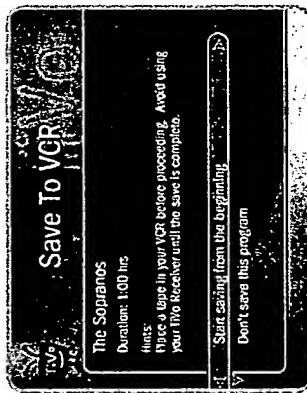 TiVo
Save To VCR
The Sopranos
Duration: 1:00 hrs
Hints:
Place a tape in your VCR before proceeding. Avoid using
your TiVo Receiver until the save is complete.
Start saving from the beginning
Don't save this program